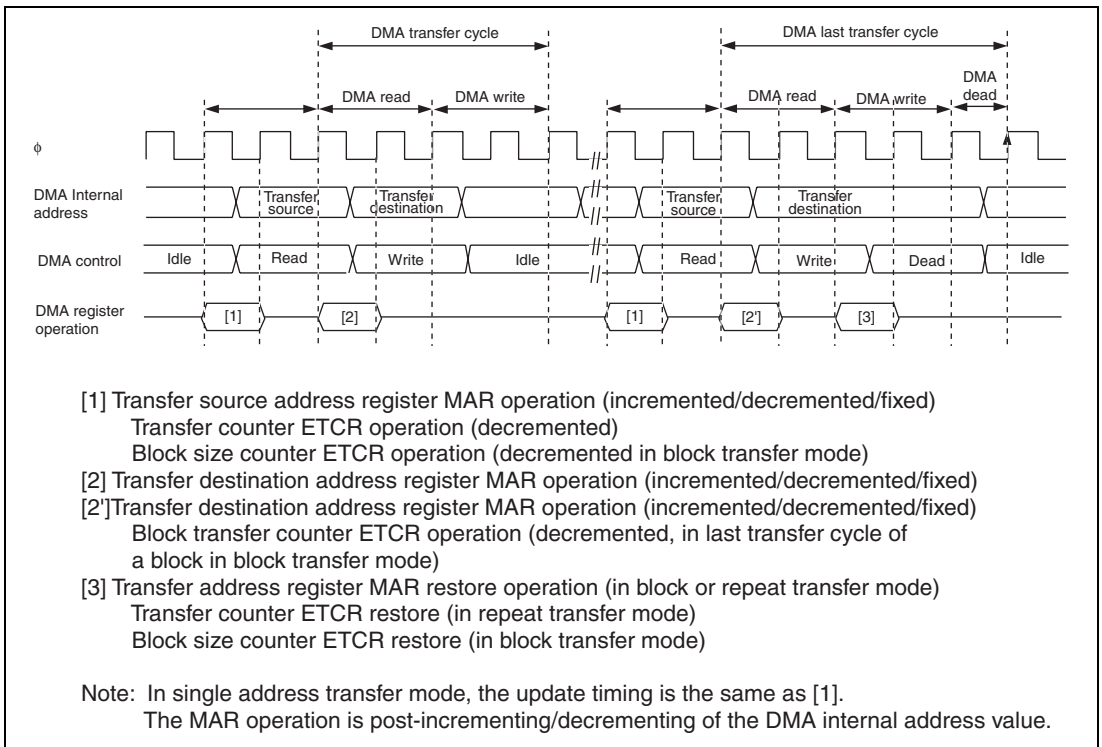 DMA transfer cycle
DMA last transfer cycle
DMA read
DMA write
DMA read
DMA write
DMA dead
ϕ
DMA Internal address
Transfer source
Transfer destination
Transfer source
Transfer destination
DMA control
Idle
Read
Write
Idle
Read
Write
Dead
Idle
DMA register operation
[1]
[2]
[1]
[2']
[3]
[1] Transfer source address register MAR operation (incremented/decremented/fixed)
Transfer counter ETCR operation (decremented)
Block size counter ETCR operation (decremented in block transfer mode)
[2] Transfer destination address register MAR operation (incremented/decremented/fixed)
[2']Transfer destination address register MAR operation (incremented/decremented/fixed)
Block transfer counter ETCR operation (decremented, in last transfer cycle of
a block in block transfer mode)
[3] Transfer address register MAR restore operation (in block or repeat transfer mode)
Transfer counter ETCR restore (in repeat transfer mode)
Block size counter ETCR restore (in block transfer mode)
Note: In single address transfer mode, the update timing is the same as [1].
The MAR operation is post-incrementing/decrementing of the DMA internal address value.